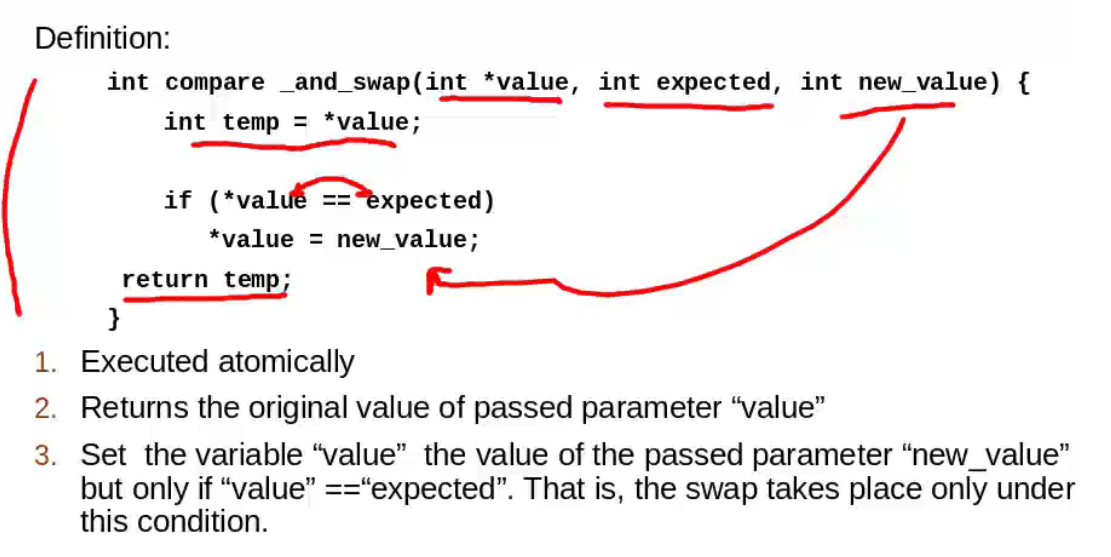 Definition:
int compare _and_swap(int *value, int expected, int new_value) {
int temp = *value;
if (*value == expected)
*value = new_value;
return temp;
}
1. Executed atomically
2. Returns the original value of passed parameter “value”
3. Set  the variable “value”  the value of the passed parameter “new_value”
but only if “value” ==“expected”. That is, the swap takes place only under
this condition.